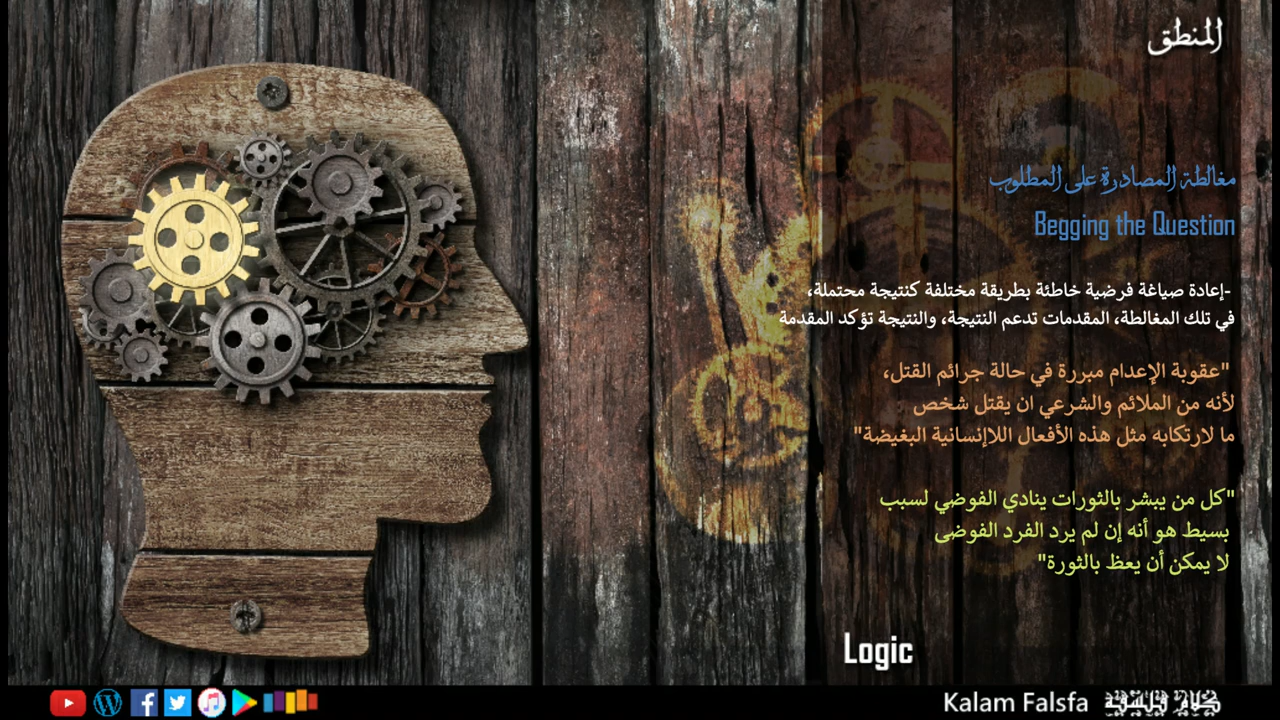 المنطق
مغالطة المصادرة على المطلوب
Begging the Question
-إعادة صياغة فرضية خاطئة بطريقة مختلفة كنتيجة محتملة،
في تلك المغالطة، المقدمات تدعم النتيجة، والنتيجة تؤكد المقدمة
"عقوبة الإعدام مبررة في حالة جرائم القتل،
لأنه من الملائم والشرعي ان يقتل شخص
ما لارتكابه مثل هذه الأفعال اللاإنسانية البغيضة"
"كل من يبشر بالثورات ينادي الفوضي لسبب
بسيط هو أنه إن لم يرد الفرد الفوضى
لا يمكن أن يعظ بالثورة"
Logic
Kalam Falsfa كلام فلسفة